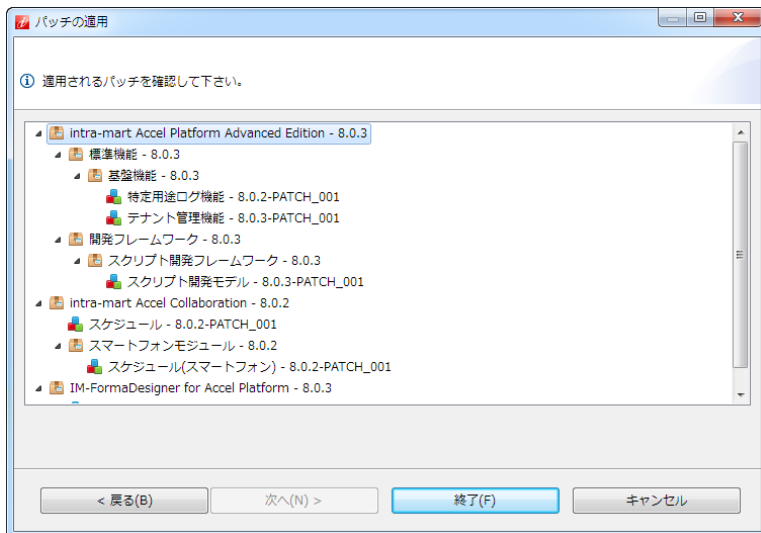 パッチの適用
適用されるパッチを確認して下さい。
intra-mart Accel Platform Advanced Edition - 8.0.3
標準機能 - 8.0.3
基盤機能 - 8.0.3
特定用途ログ機能 - 8.0.2-PATCH_001
テナント管理機能 - 8.0.3-PATCH_001
開発フレームワーク - 8.0.3
スクリプト開発フレームワーク - 8.0.3
スクリプト開発モデル - 8.0.3-PATCH_001
intra-mart Accel Collaboration - 8.0.2
スケジュール - 8.0.2-PATCH_001
スマートフォンモジュール - 8.0.2
スケジュール(スマートフォン) - 8.0.2-PATCH_001
IM-FormaDesigner for Accel Platform - 8.0.3
< 戻る(B) 次へ(N) > 終了(F) キャンセル